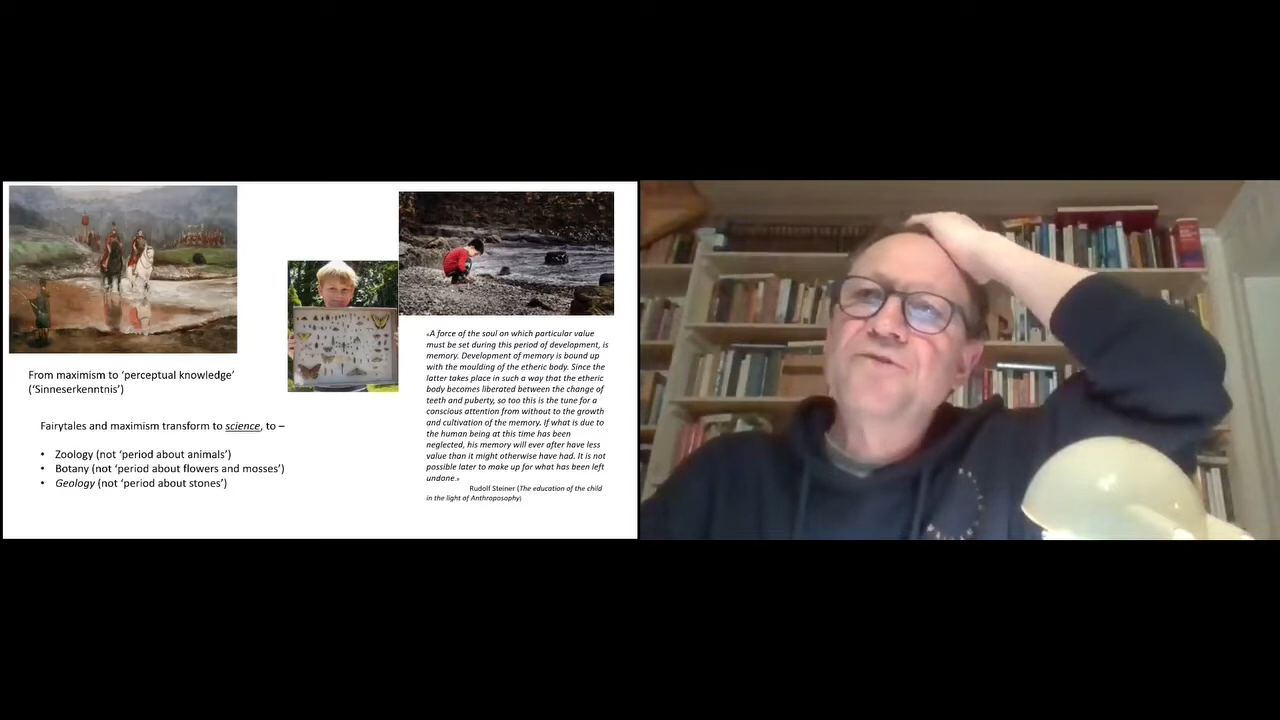 From maximism to ‘perceptual knowledge’
(‘Sinneserkenntnis’)
Fairytales and maximism transform to science, to –
• Zoology (not ‘period about animals’)
• Botany (not ‘period about flowers and mosses’)
• Geology (not ‘period about stones’)
«A force of the soul on which particular value
must be set during this period of development, is
memory. Development of memory is bound up
with the moulding of the etheric body. Since the
latter takes place in such a way that the etheric
body becomes liberated between the change of
teeth and puberty, so too this is the tune for a
conscious attention from without to the growth
and cultivation of the memory. If what is due to
the human being at this time has been
neglected, his memory will ever after have less
value than it might otherwise have had. It is not
possible later to make up for what has been left
undone.»
Rudolf Steiner (The education of the child
in the light of Anthroposophy)